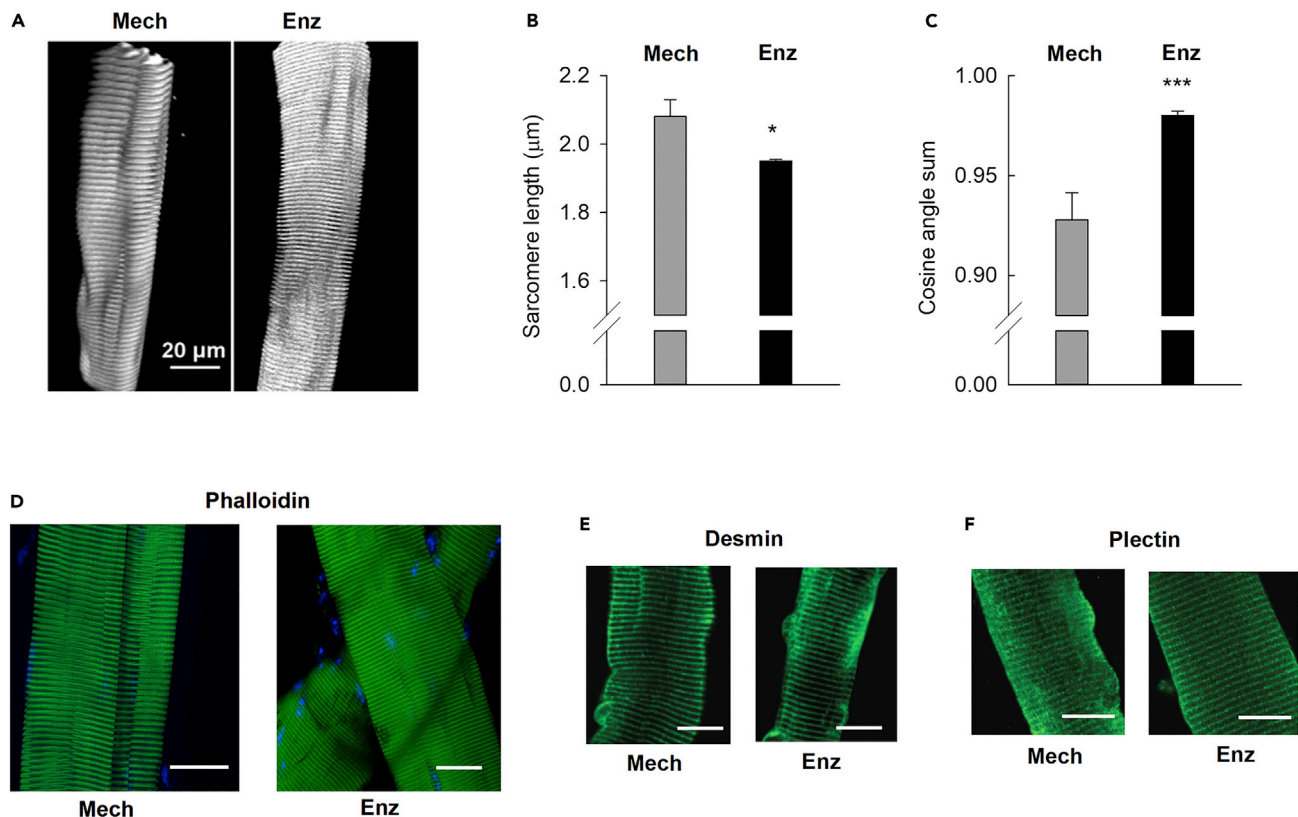 A
Mech
Enz
20 μm
B
Mech
Enz
*
Sarcomere length (μm)
2.2
2.0
1.8
1.6
0.0
C
Mech
Enz
***
Cosine angle sum
1.00
0.95
0.90
0.00
D
Phalloidin
Mech
Enz
E
Desmin
Mech
Enz
F
Plectin
Mech
Enz